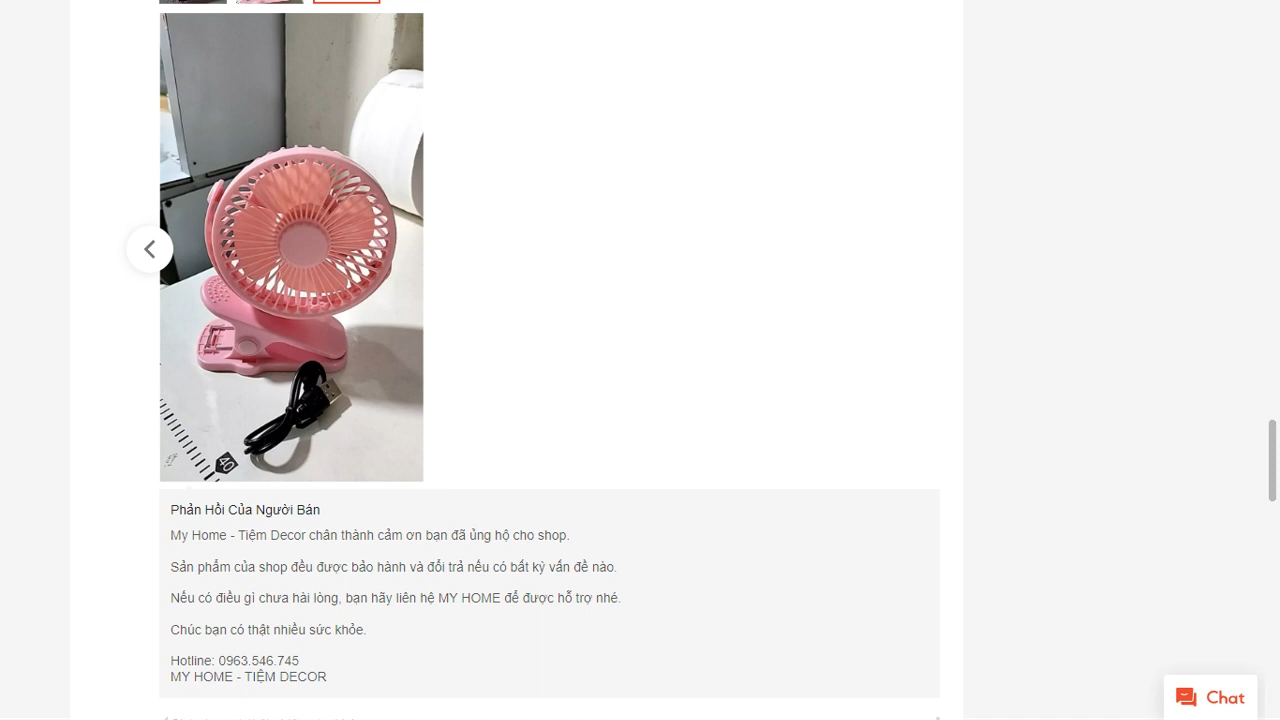 40
Phản Hồi Của Người Bán
My Home - Tiệm Decor chân thành cảm ơn bạn đã ủng hộ cho shop.
Sản phẩm của shop đều được bảo hành và đổi trả nếu có bất kỳ vấn đề nào.
Nếu có điều gì chưa hài lòng, bạn hãy liên hệ MY HOME để được hỗ trợ nhé.
Chúc bạn có thật nhiều sức khỏe.
Hotline: 0963.546.745
MY HOME - TIỆM DECOR
Chat